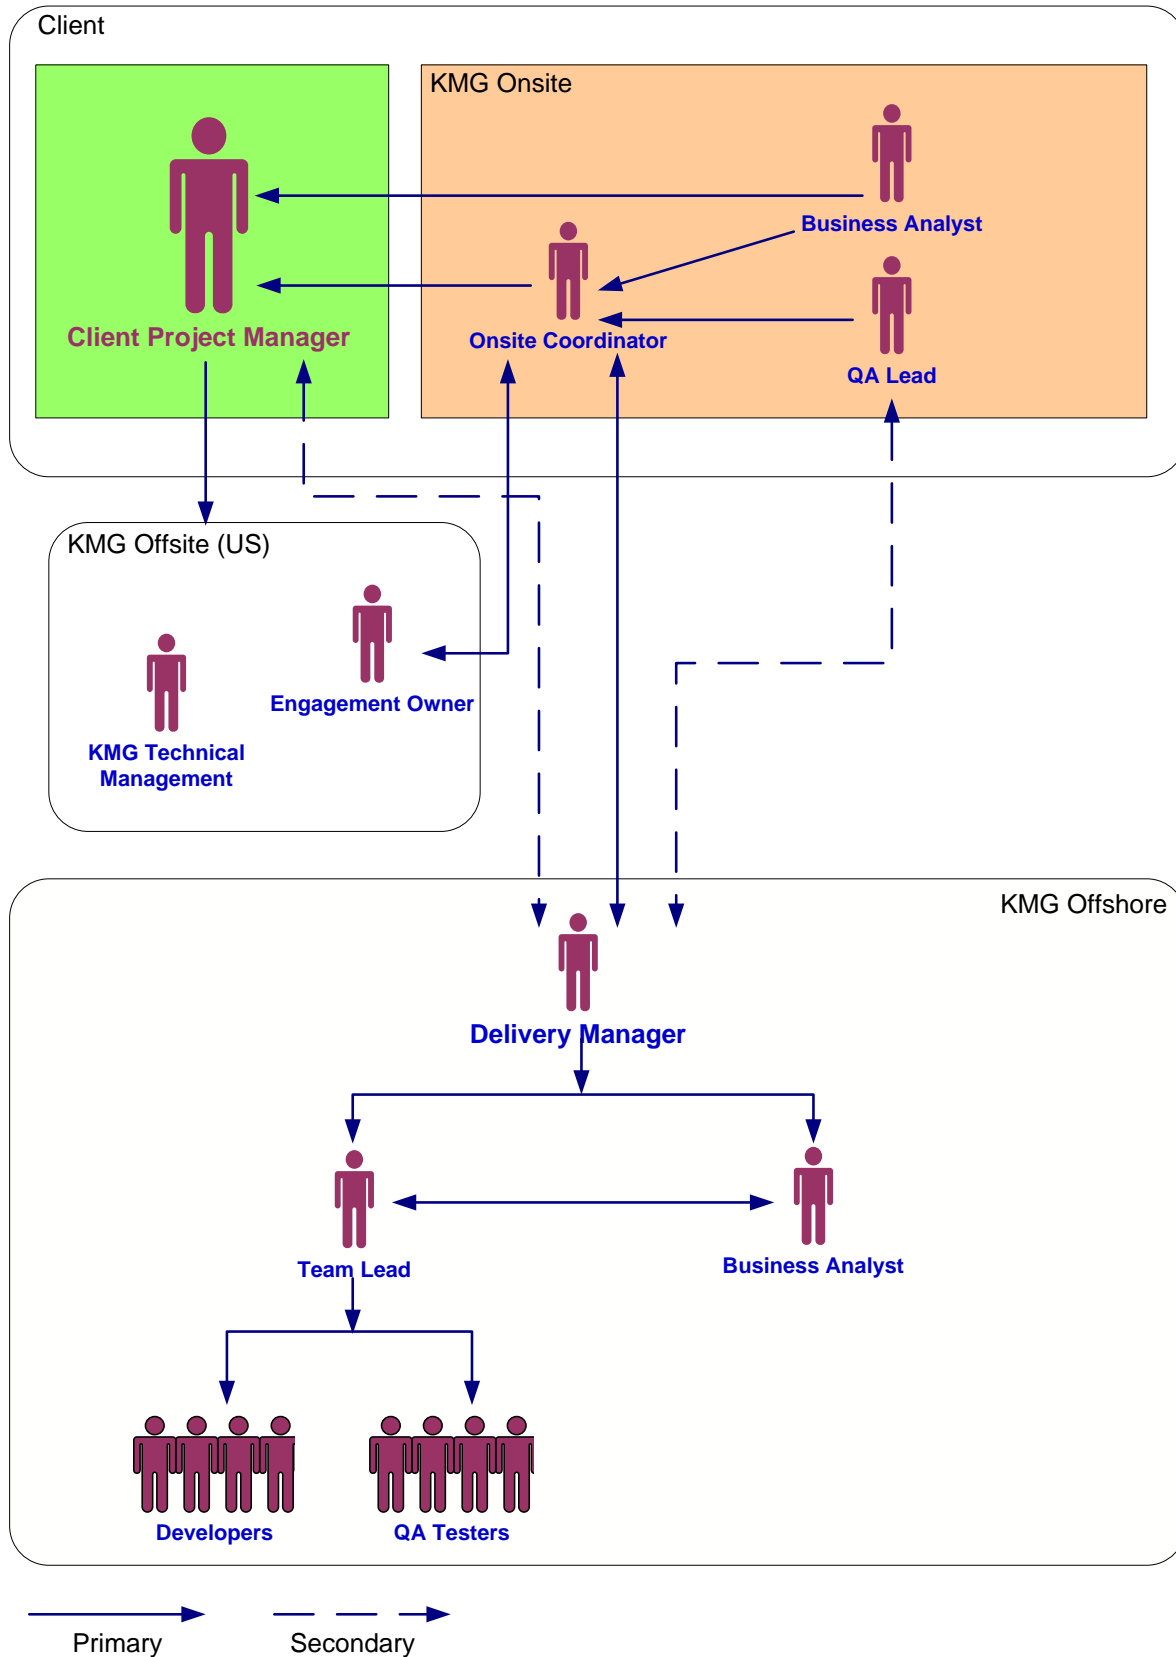 Client
KMG Onsite
Business Analyst
Client Project Manager
Onsite Coordinator
QA Lead
KMG Offsite (US)
Engagement Owner
KMG Technical
Management
KMG Offshore
Delivery Manager
Team Lead
Business Analyst
Developers
QA Testers
Primary
Secondary